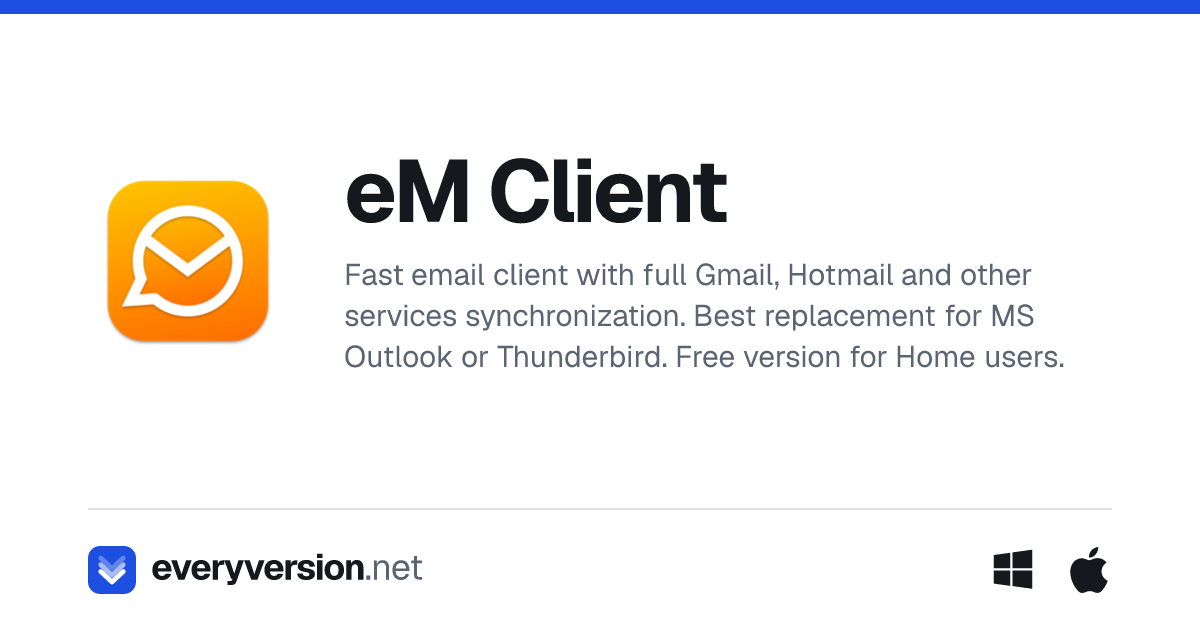 eM Client
Fast email client with full Gmail, Hotmail and other
services synchronization. Best replacement for MS
Outlook or Thunderbird. Free version for Home users.
everyversion.net